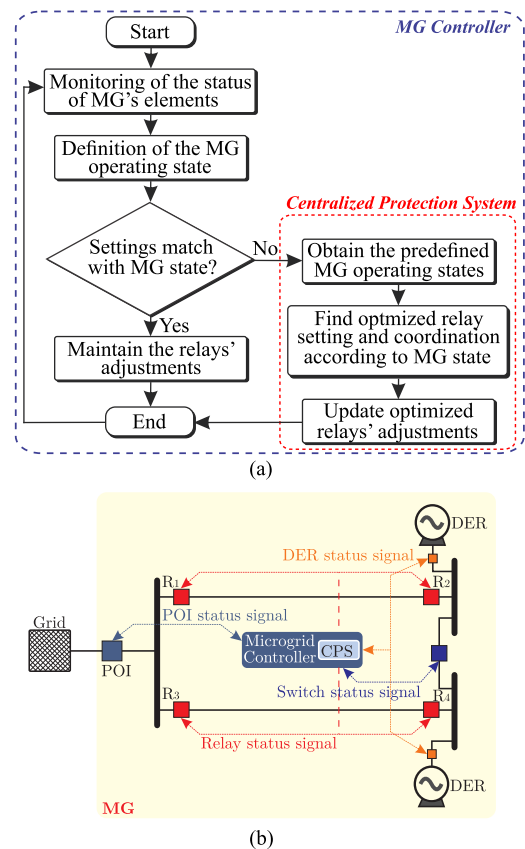 Start
MG Controller
Monitoring of the status
of MG's elements
Definition of the MG
operating state
Centralized Protection System
Settings match
with MG state?
No
Obtain the predefined
MG operating states
Find optmized relay
setting and coordination
according to MG state
Yes
Maintain the relays'
adjustments
End
Update optimized
relays' adjustments
(a)
DER
DER status signal
R1
R2
POI status signal
Grid
Microgrid
Controller
CPS
POI
Switch status signal
R3
R4
Relay status signal
DER
MG
(b)